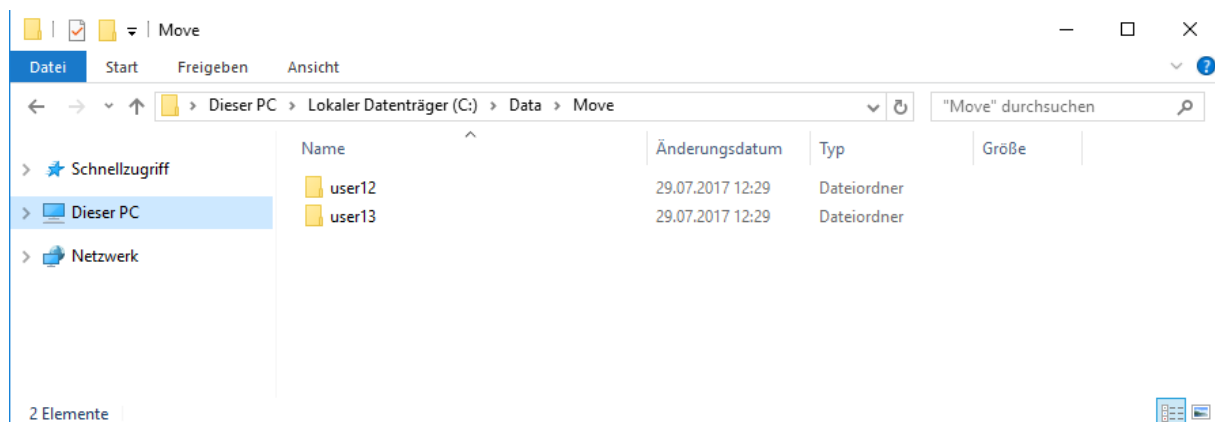 Move
Datei Start Freigeben Ansicht
Dieser PC Lokaler Datenträger (C:) Data Move "Move" durchsuchen
Name Änderungsdatum Typ Größe
Schnellzugriff
user12 29.07.2017 12:29 Dateiordner
Dieser PC
user13 29.07.2017 12:29 Dateiordner
Netzwerk
2 Elemente